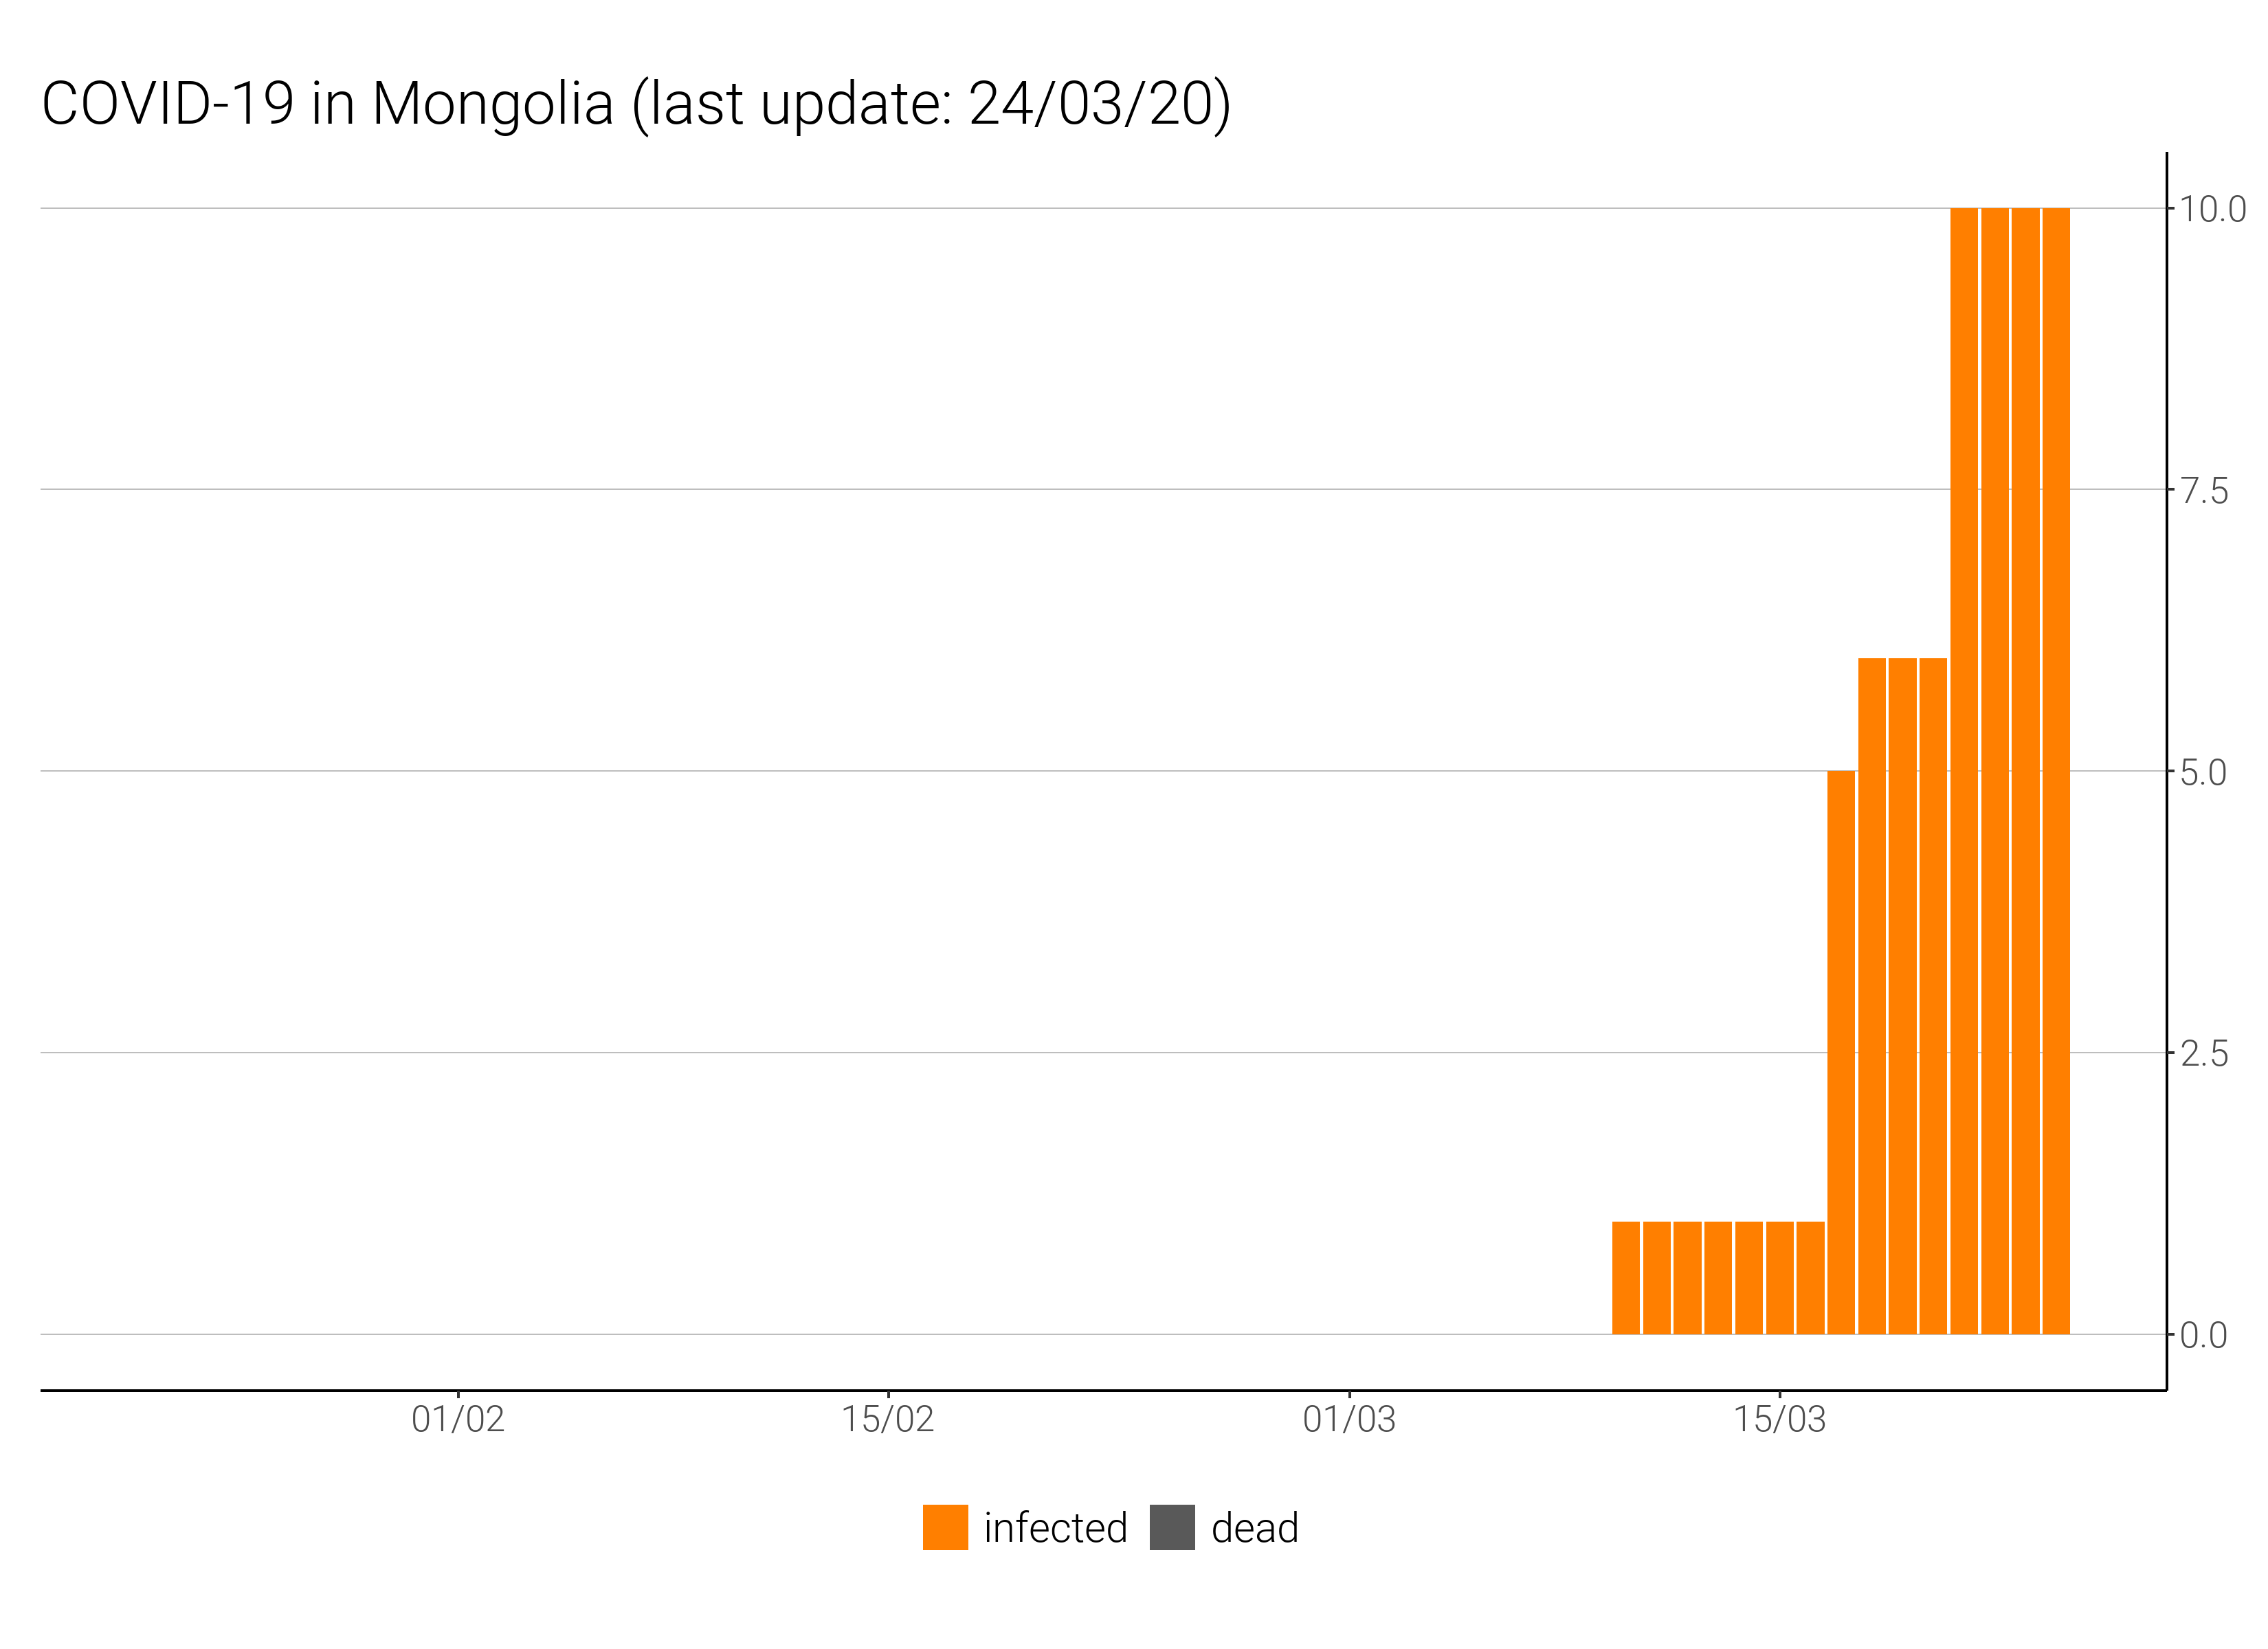 COVID-19 in Mongolia (last update: 24/03/20)
10.0
7.5
5.0
2.5
0.0
01/02 15/02 01/03 15/03
infected dead